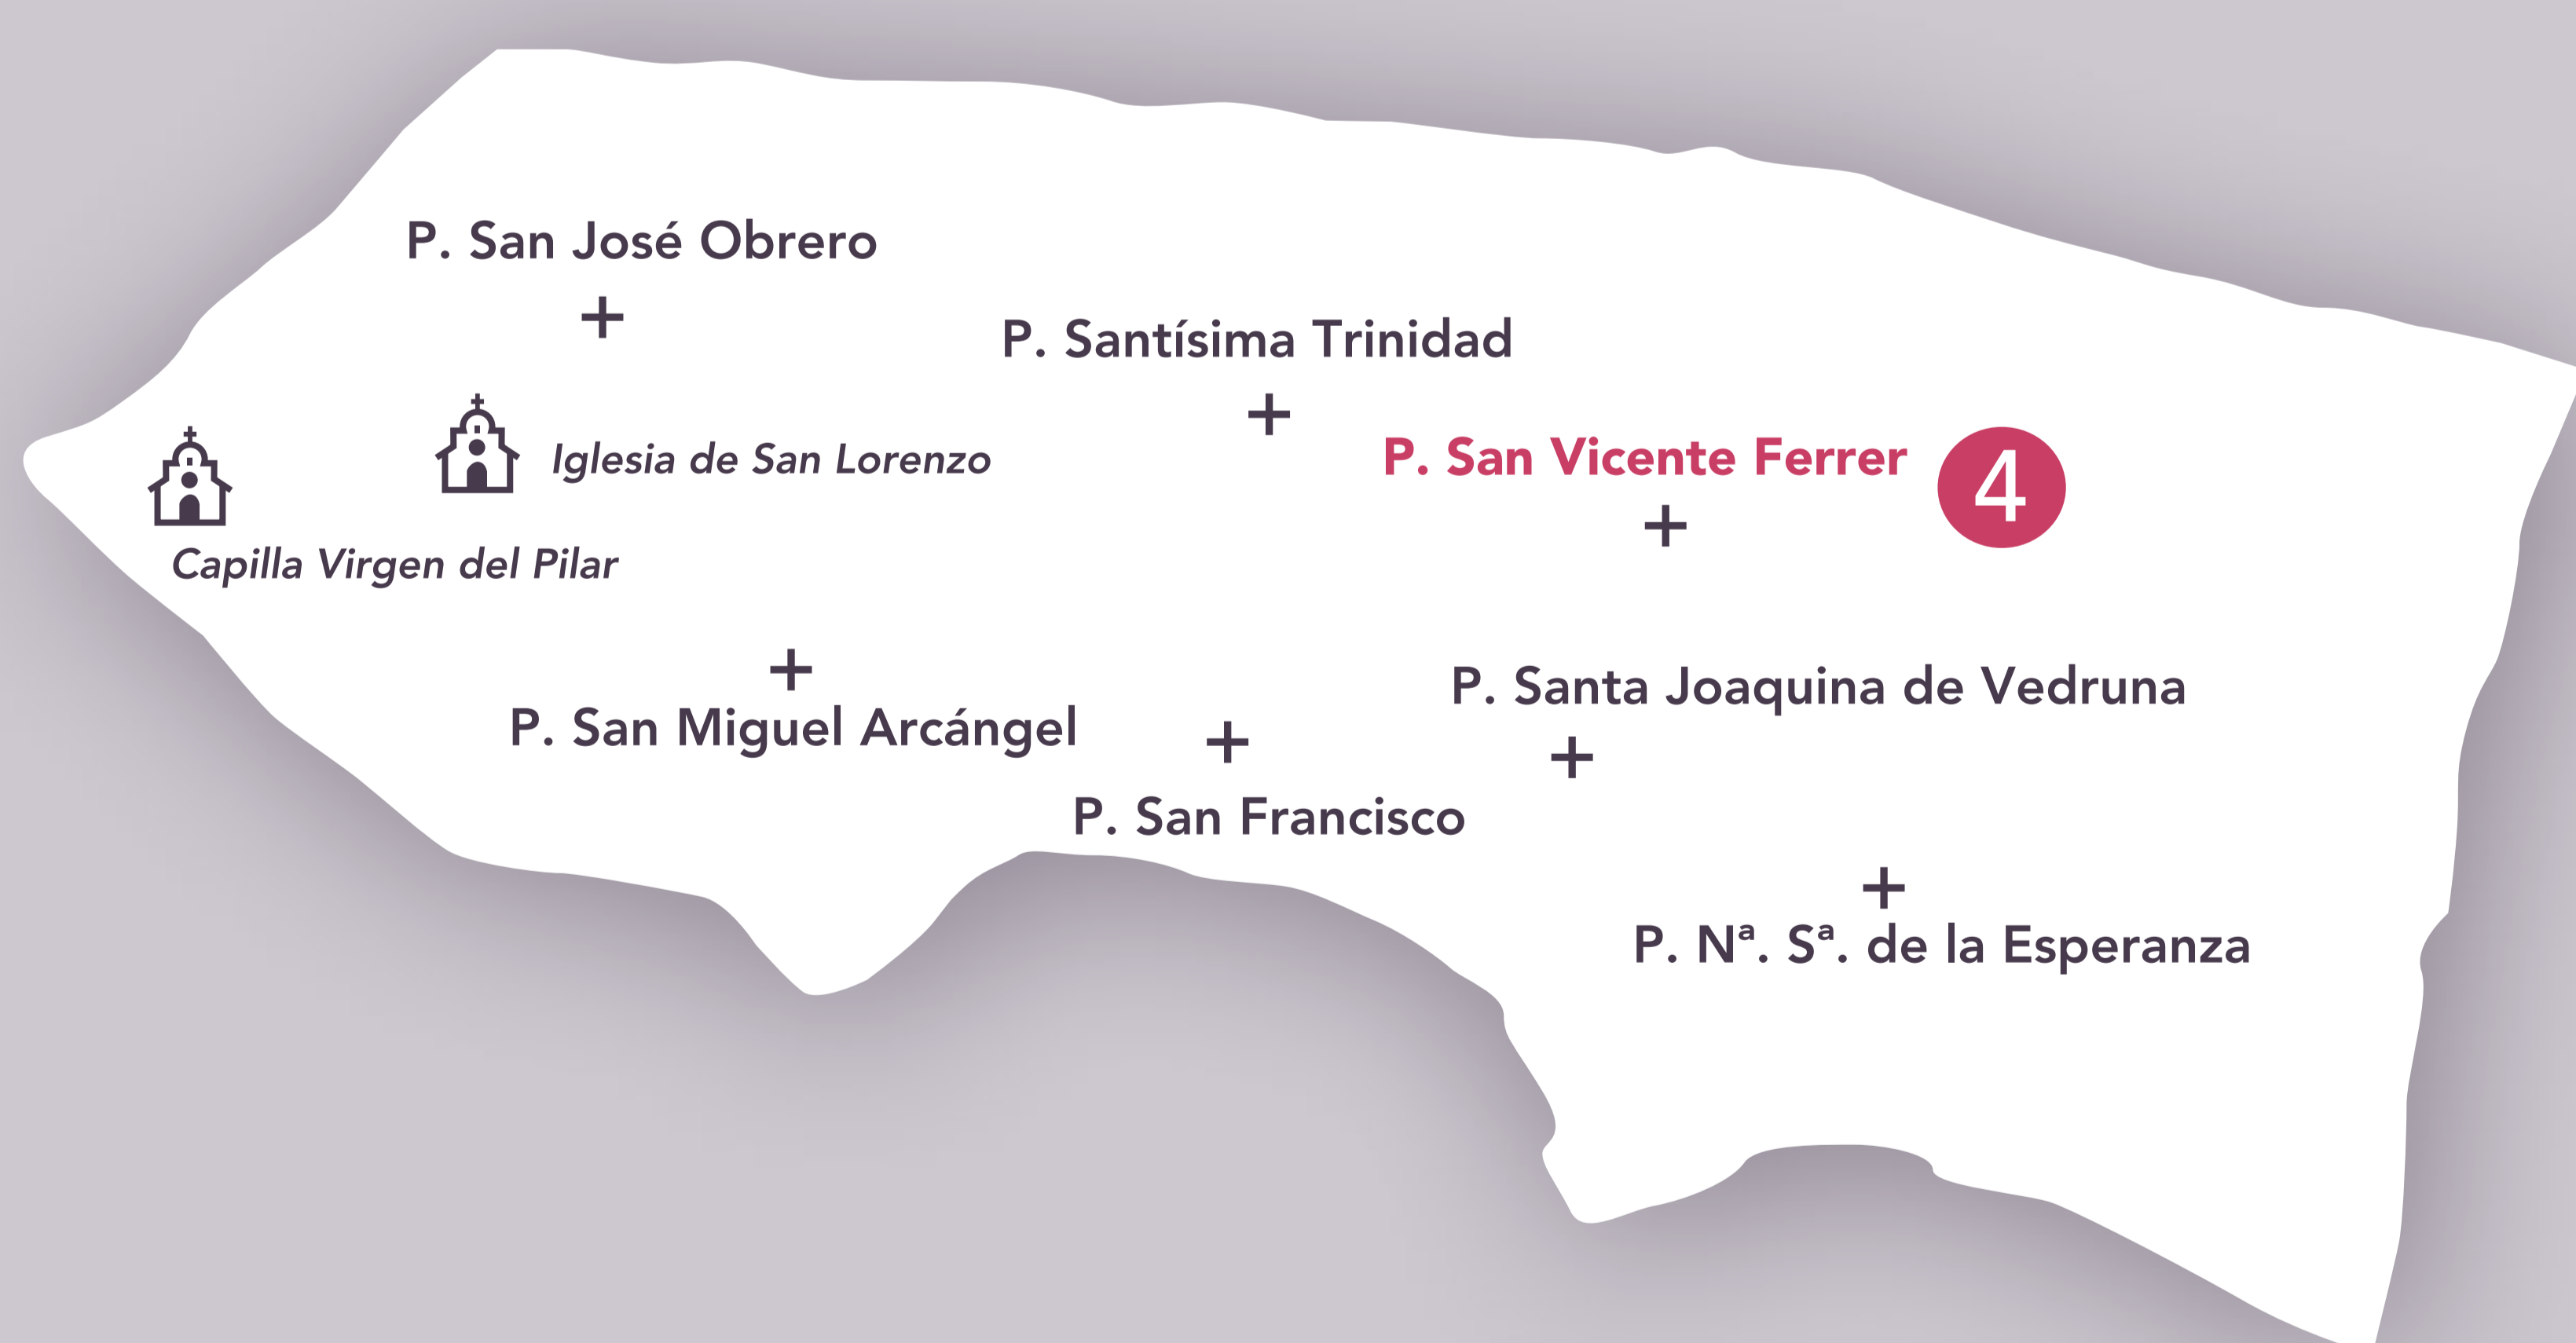 P. San José Obrero
P. Santísima Trinidad
P. San Vicente Ferrer 4
Iglesia de San Lorenzo
Capilla Virgen del Pilar
P. Santa Joaquina de Vedruna
P. San Miguel Arcángel
P. San Francisco
P. Nª. Sª. de la Esperanza